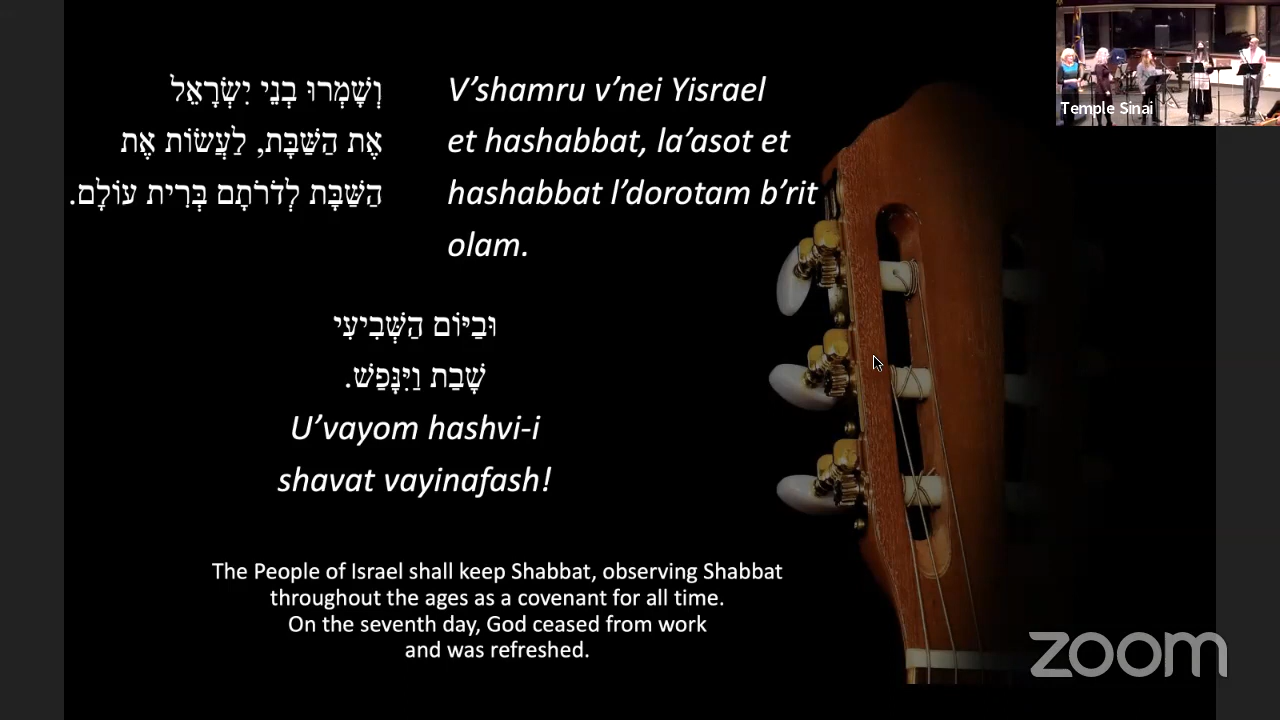 וְשָׁמְרוּ בְנֵי יִשְׂרָאֵל
אֶת הַשַּׁבָּת, לַעֲשׂוֹת אֶת
הַשַּׁבָּת לְדֹרֹתָם בְּרִית עוֹלָם.
V’shamru v’nei Yisrael
et hashabbat, la’asot et
hashabbat l’dorotam b’rit
olam.
וּבַיּוֹם הַשְּׁבִיעִי
שָׁבַת וַיִּנָּפַשׁ.
U’vayom hashvi-i
shavat vayinafash!
The People of Israel shall keep Shabbat, observing Shabbat
throughout the ages as a covenant for all time.
On the seventh day, God ceased from work
and was refreshed.
Temple Sinai
zoom